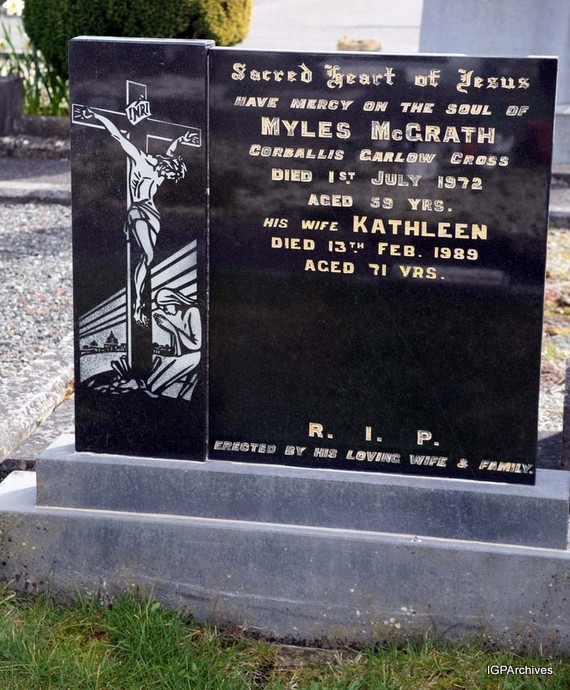 INRI
Sacred Heart of Jesus
HAVE MERCY ON THE SOUL OF
MYLES McGRATH
CORBALLIS CARLOW CROSS
DIED 1ST JULY 1972
AGED 59 YRS.
HIS WIFE KATHLEEN
DIED 13TH FEB. 1989
AGED 71 YRS.
R. I. P.
ERECTED BY HIS LOVING WIFE & FAMILY.
IGPArchives